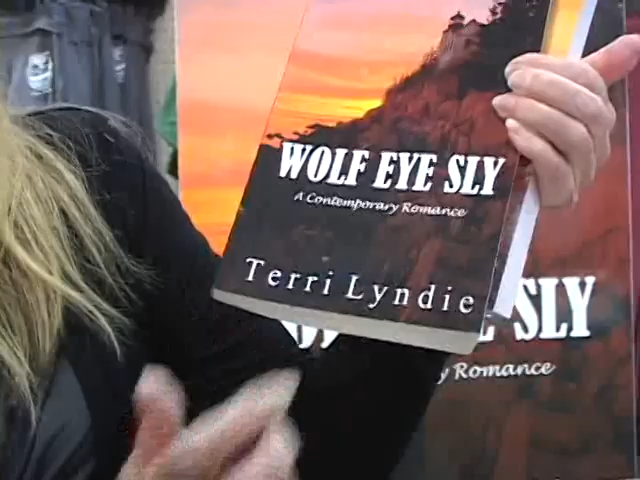 WOLF EYE SLY
A Contemporary Romance
Terri Lyndie
SLY
y Romance